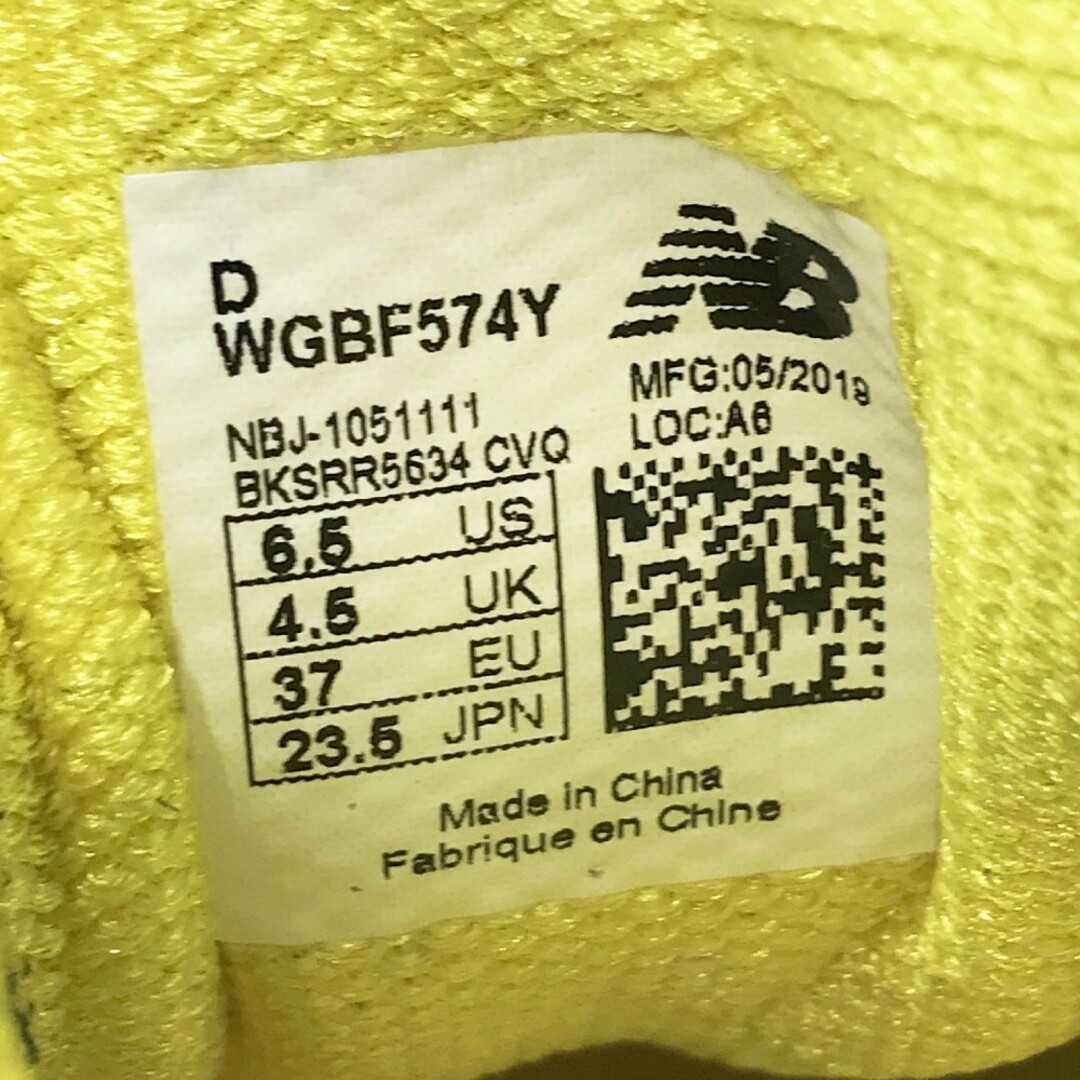 D
WGBF574Y
NB
MFG:05/2019
LOC:A6
NBJ-1051111
BKSRR5634 CVQ
6.5 US
4.5 UK
37 EU
23.5 JPN
Made in China
Fabrique en Chine